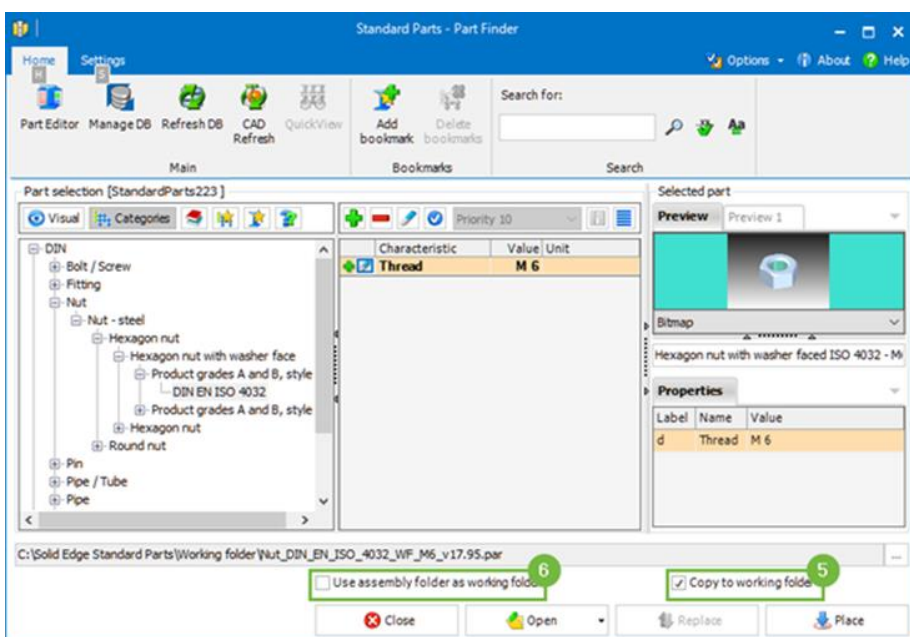 Standard Parts - Part Finder
Home Settings Options About Help
H S
Part Editor Manage DB Refresh DB CAD Refresh QuickView Add bookmark Delete bookmarks
Search for:
Main Bookmarks Search
Part selection [StandardParts223 ]
Visual Categories Priority 10
DIN
Bolt / Screw
Fitting
Nut
Nut - steel
Hexagon nut
Hexagon nut with washer face
Product grades A and B, style
DIN EN ISO 4032
Product grades A and B, style
Hexagon nut
Round nut
Pin
Pipe / Tube
Pipe
Characteristic Value Unit
Thread M 6
Selected part
Preview Preview 1
Bitmap
Hexagon nut with washer faced ISO 4032 - M
Properties
Label Name Value
d Thread M 6
C:\Solid Edge Standard Parts\Working folder\Nut_DIN_EN_ISO_4032_WF_M6_v17.95.par
...
Use assembly folder as working folde 6
Copy to working folder 5
Close Open Replace Place